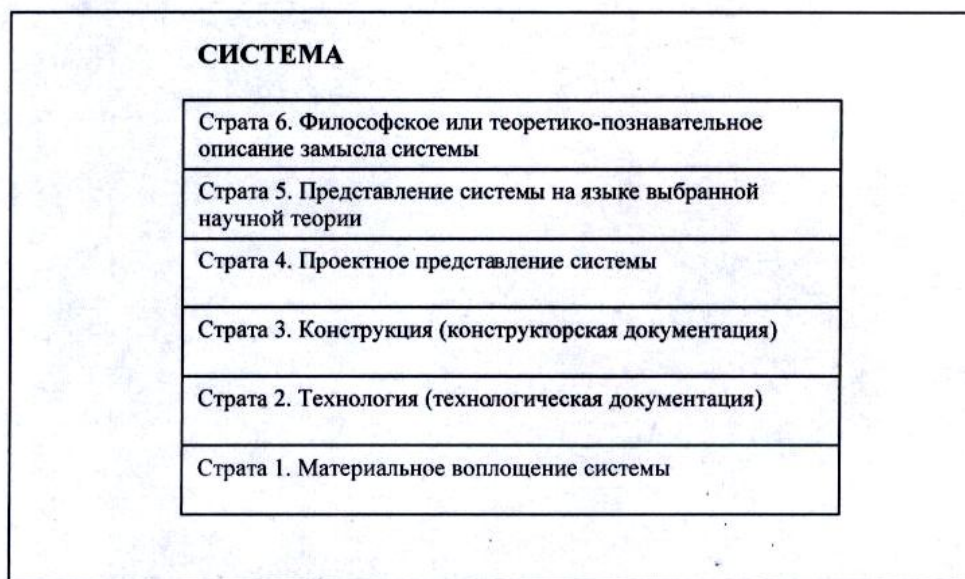 СИСТЕМА
Страта 6. Философское или теоретико-познавательное
описание замысла системы
Страта 5. Представление системы на языке выбранной
научной теории
Страта 4. Проектное представление системы
Страта 3. Конструкция (конструкторская документация)
Страта 2. Технология (технологическая документация)
Страта 1. Материальное воплощение системы